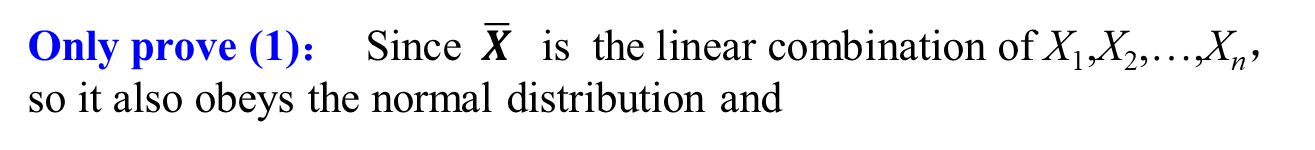 Only prove (1)： Since X̄ is the linear combination of X₁,X₂,…,Xₙ，
so it also obeys the normal distribution and